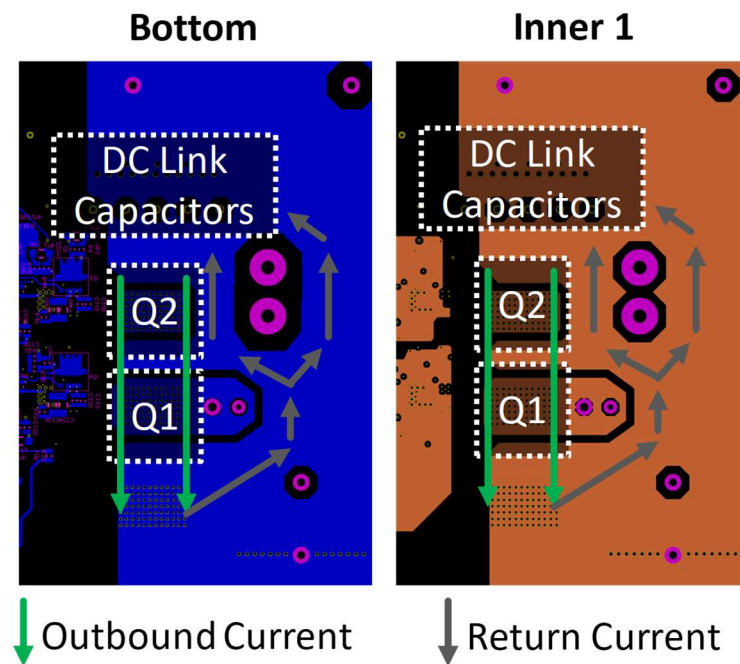 Bottom
Inner 1
DC Link
Capacitors
DC Link
Capacitors
Q2
Q2
Q1
Q1
Outbound Current
Return Current